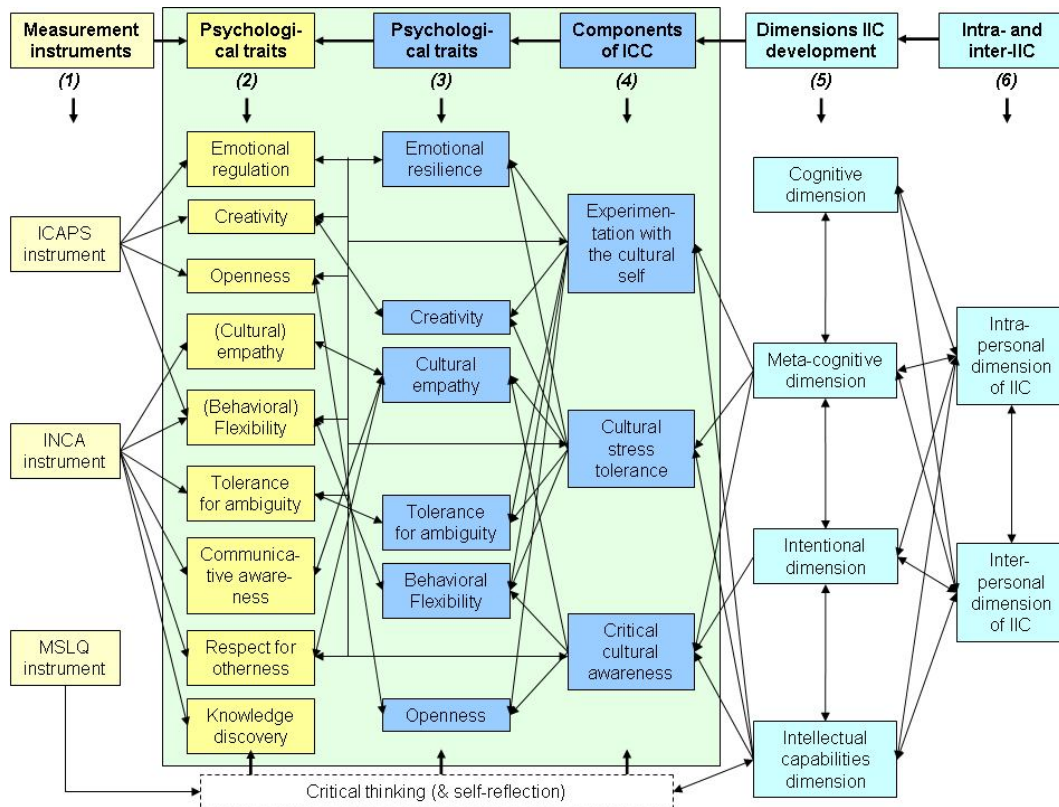 Measurement
instruments
Psychologi-
cal traits
Psychologi-
cal traits
Components
of ICC
Dimensions IIC
development
Intra- and
inter-IIC
(1)
(2)
(3)
(4)
(5)
(6)
ICAPS
instrument
INCA
instrument
MSLQ
instrument
Emotional
regulation
Creativity
Openness
(Cultural)
empathy
(Behavioral)
Flexibility
Tolerance
for ambiguity
Communica-
tive aware-
ness
Respect for
otherness
Knowledge
discovery
Emotional
resilience
Creativity
Cultural
empathy
Tolerance
for ambiguity
Behavioral
Flexibility
Openness
Experimen-
tation with
the cultural
self
Cultural
stress
tolerance
Critical
cultural
awareness
Cognitive
dimension
Meta-cognitive
dimension
Intentional
dimension
Intellectual
capabilities
dimension
Intra-
personal
dimension
of IIC
Inter-
personal
dimension
of IIC
Critical thinking (& self-reflection)